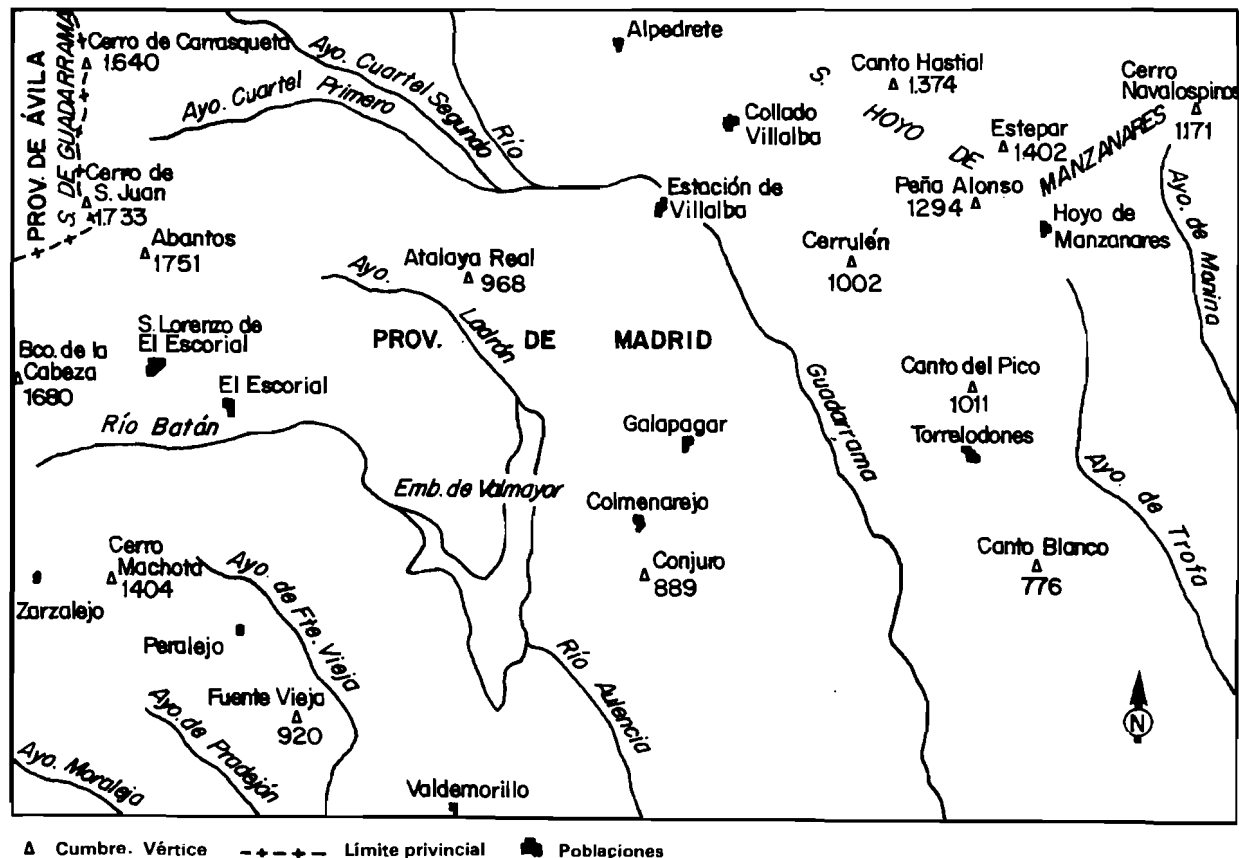 PROV. DE ÁVILA
S. DE GUADARRAMA
Cerro de Carrasqueta
1.640
Ayo. Cuartel Segundo
Ayo. Cuartel Primero
Río
Alpedrete
Collado
Villalba
S. HOYO DE MANZANARES
Canto Hastial
1.374
Cerro
Navalospinos
1171
Estepar
1.402
Peña Alonso
1294
Hoyo de
Manzanares
Ayo. de Manina
Cerro de
S. Juan
1.733
Abantos
1751
Estación de
Villalba
Cerrulén
1002
Atalaya Real
968
Ayo. Ladrón
PROV. DE MADRID
S. Lorenzo de
El Escorial
Bco. de la
Cabeza
1680
El Escorial
Río Batán
Guadarrama
Canto del Pico
1011
Galapagar
Torrelodones
Emb. de Valmayor
Colmenarejo
Ayo. de Trofa
Cerro
Machota
1404
Ayo. de Fte. Vieja
Conjuro
889
Canto Blanco
776
Zarzalejo
Peralejo
Río Aulencia
Fuente Vieja
920
Ayo. de Pradejón
Ayo. Moraleja
Valdemorillo
N
Cumbre. Vértice
Límite privincial
Poblaciones